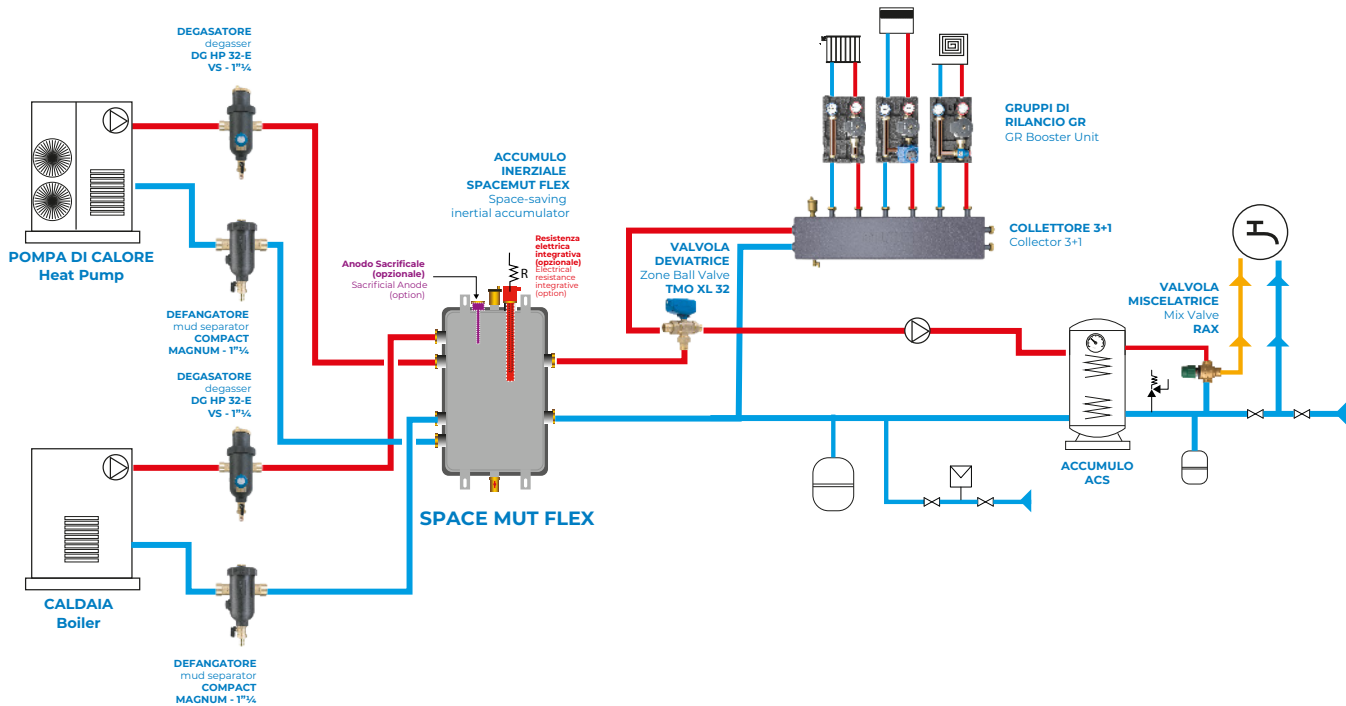 DEGASATORE
degasser
DG HP 32-E
VS - 1”¼
POMPA DI CALORE
Heat Pump
DEFANGATORE
mud separator
COMPACT
MAGNUM - 1”¼
DEGASATORE
degasser
DG HP 32-E
VS - 1”¼
CALDAIA
Boiler
DEFANGATORE
mud separator
COMPACT
MAGNUM - 1”¼
ACCUMULO
INERZIALE
SPACEMUT FLEX
Space-saving
inertial accumulator
Anodo Sacrificale
(opzionale)
Sacrificial Anode
(option)
Resistenza
elettrica
integrativa
(opzionale)
Electrical
resistance
integrative
(option)
R
SPACE MUT FLEX
VALVOLA
DEVIATRICE
Zone Ball Valve
TMO XL 32
GRUPPI DI
RILANCIO GR
GR Booster Unit
COLLETTORE 3+1
Collector 3+1
VALVOLA
MISCELATRICE
Mix Valve
RAX
ACCUMULO
ACS